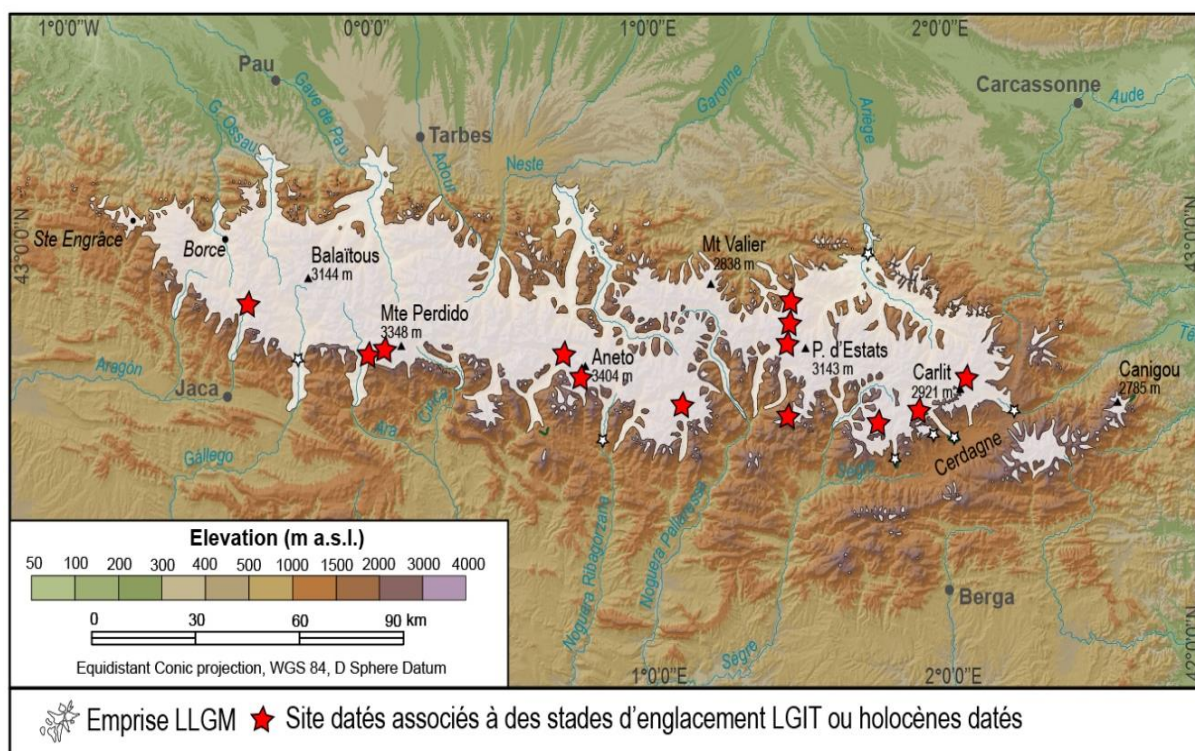 1°0'0"W
0°0'0"
1°0'0"E
2°0'0"E
Pau
Carcassonne
Aude
Gave de Pau
G. Ossau
Tarbes
Adour
Neste
Garonne
Ariège
43°0'0"N
43°0'0"N
Ste Engrâce
Borce
Balaïtous
3144 m
Mt Valier
2838 m
Mte Perdido
3348 m
Aneto
3404 m
P. d'Estats
3143 m
Carlit
2921 m
Canigou
2785 m
Aragón
Jaca
Ara
Cinca
Gállego
Segre
Cerdagne
Noguera Ribagorzana
Noguera Pallaresa
Sègre
Berga
42°0'0"N
1°0'0"E
2°0'0"E
Elevation (m a.s.l.)
50 100 200 300 400 500 1000 1500 2000 3000 4000
0 30 60 90 km
Equidistant Conic projection, WGS 84, D Sphere Datum
Emprise LLGM
Site datés associés à des stades d'englacement LGIT ou holocènes datés